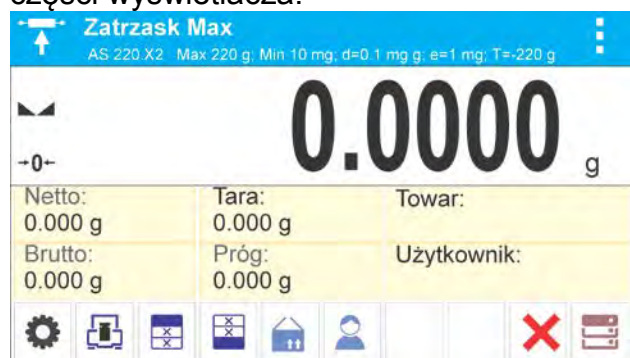 części wyświetlacza:
Zatrzask Max
AS 220.X2 Max 220 g; Min 10 mg; d=0.1 mg g; e=1 mg; T=-220 g
0.0000 g
→0←
Netto: Tara: Towar:
0.000 g 0.000 g
Brutto: Próg: Użytkownik:
0.000 g 0.000 g